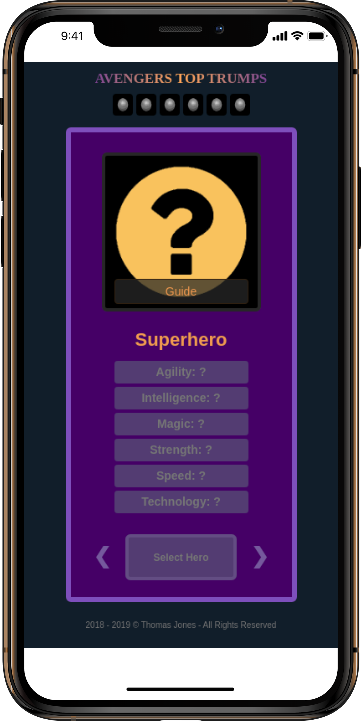 9:41
AVENGERS TOP TRUMPS
?
Guide
Superhero
Agility: ?
Intelligence: ?
Magic: ?
Strength: ?
Speed: ?
Technology: ?
❮ Select Hero ❯
2018 - 2019 © Thomas Jones - All Rights Reserved